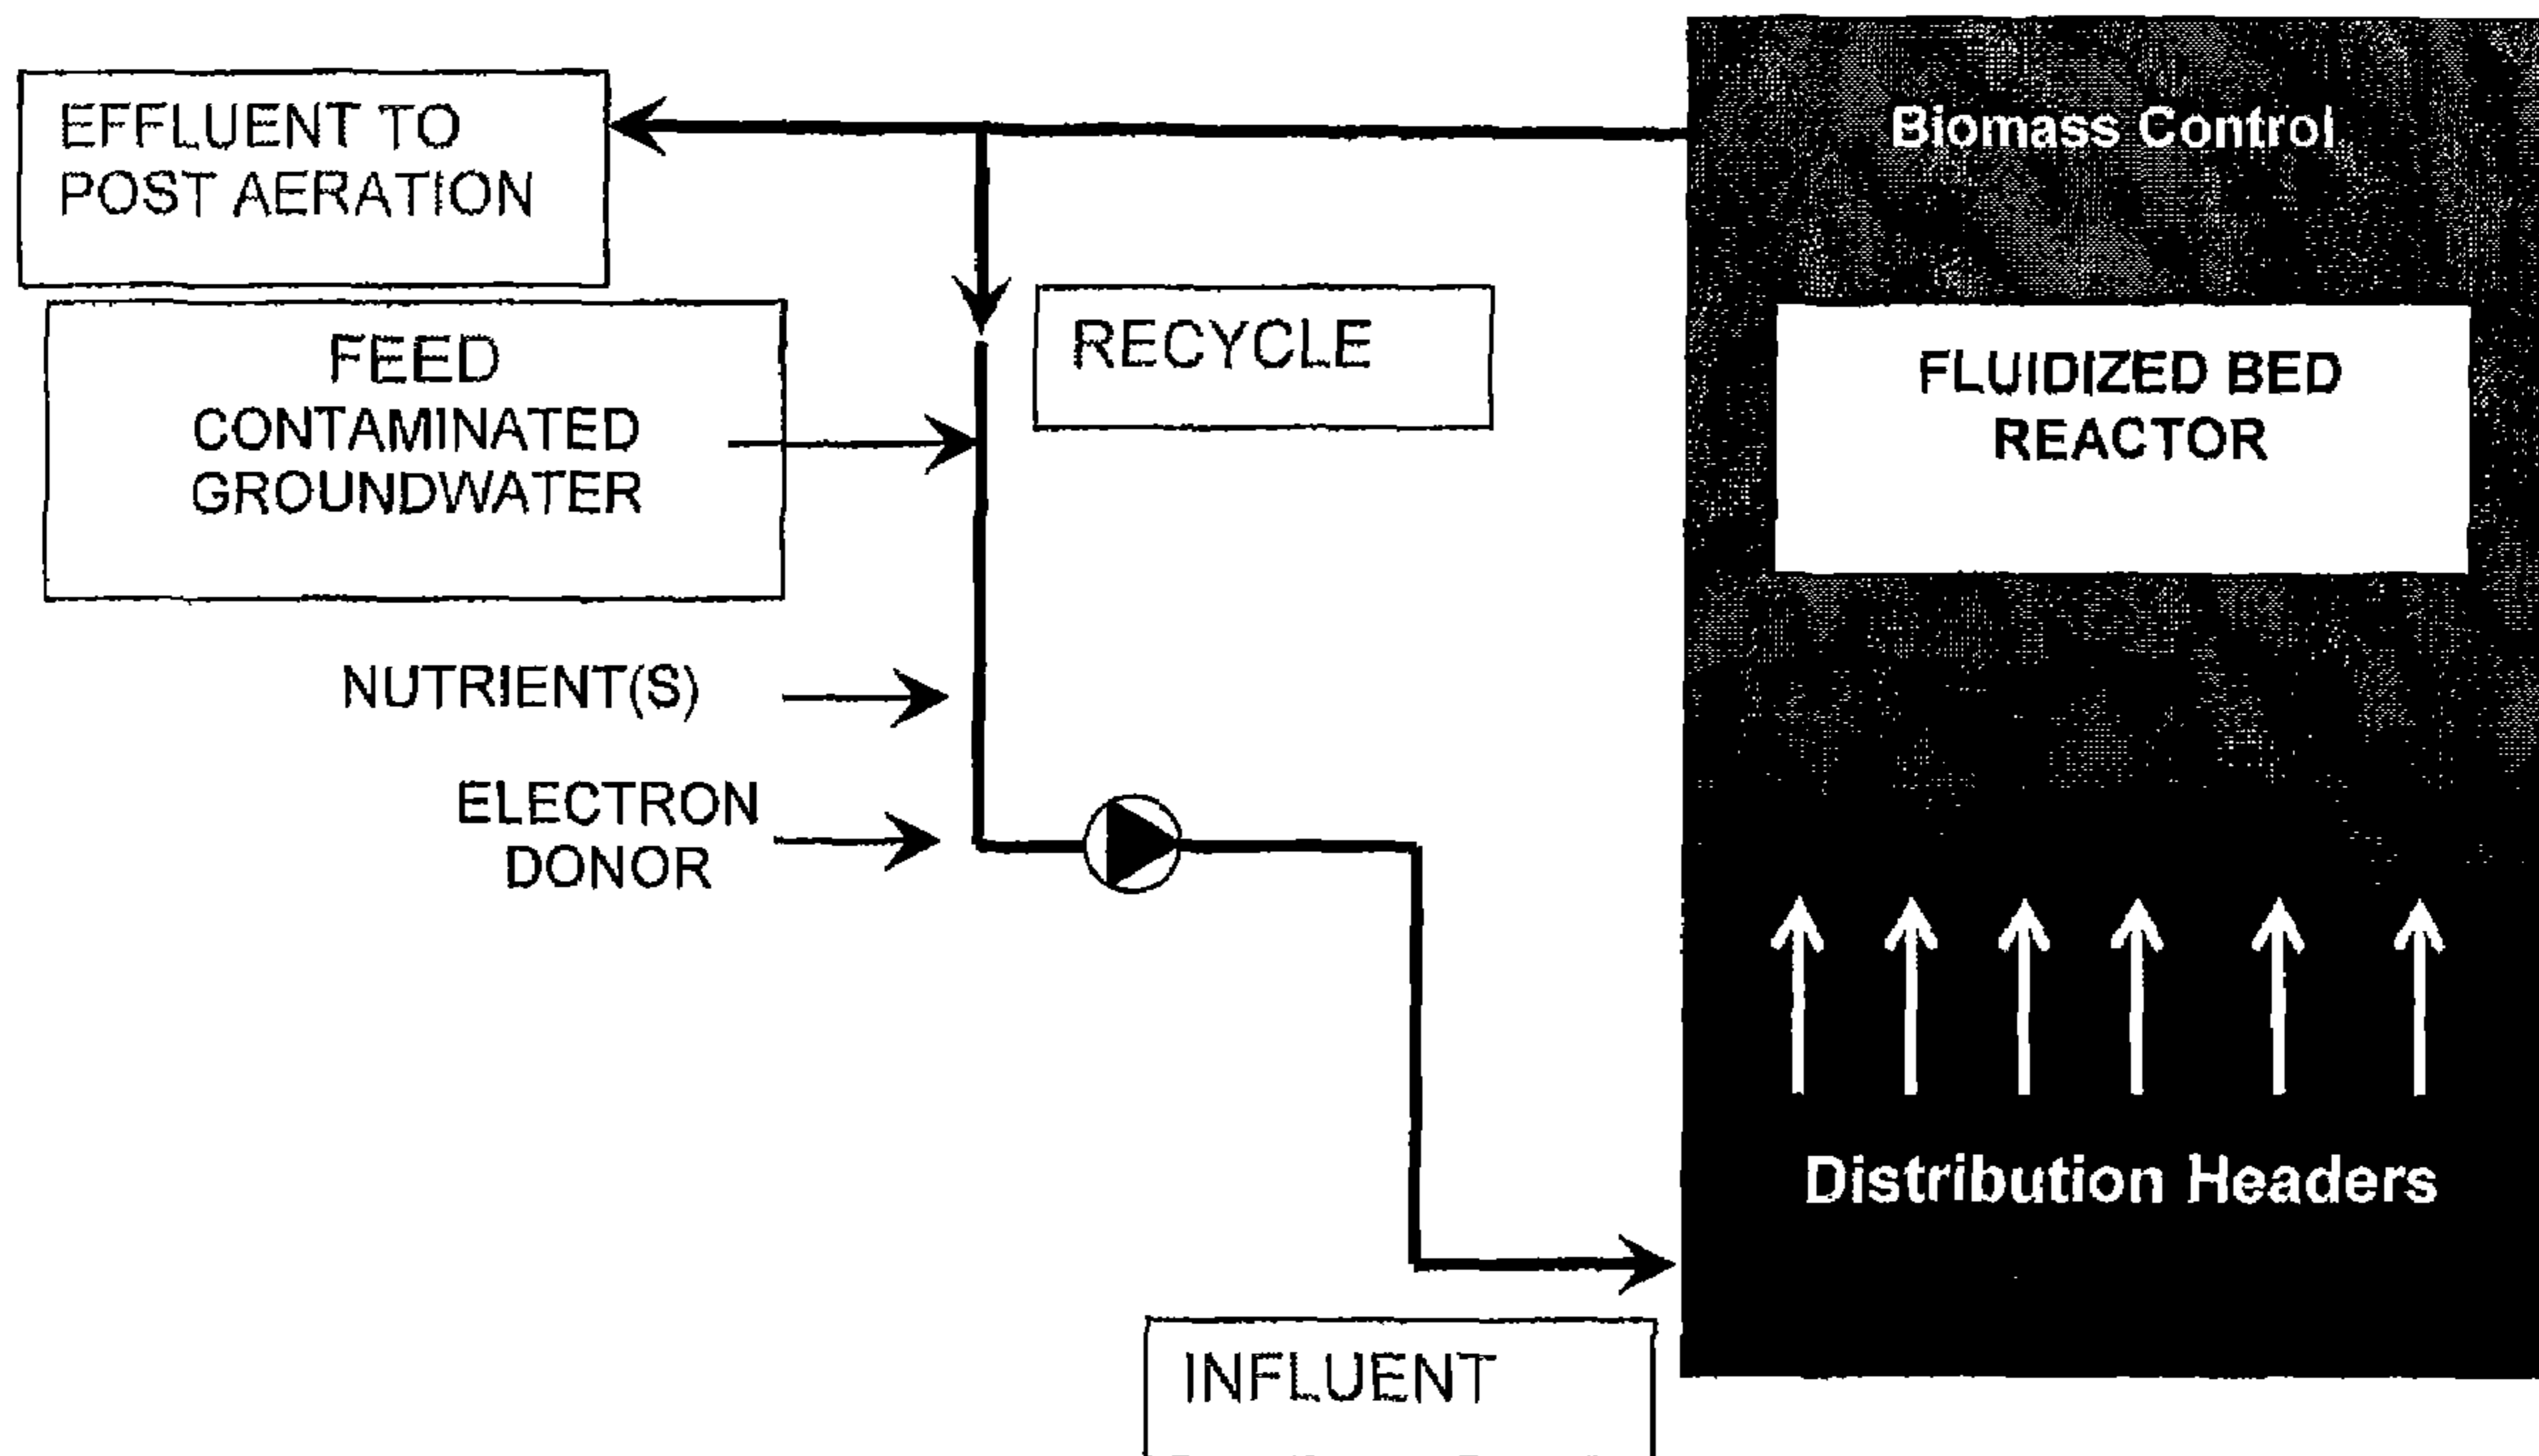 EFFLUENT TO
POST AERATION
Biomass Control
FEED
CONTAMINATED
GROUNDWATER
RECYCLE
FLUIDIZED BED
REACTOR
NUTRIENT(S)
ELECTRON
DONOR
Distribution Headers
INFLUENT